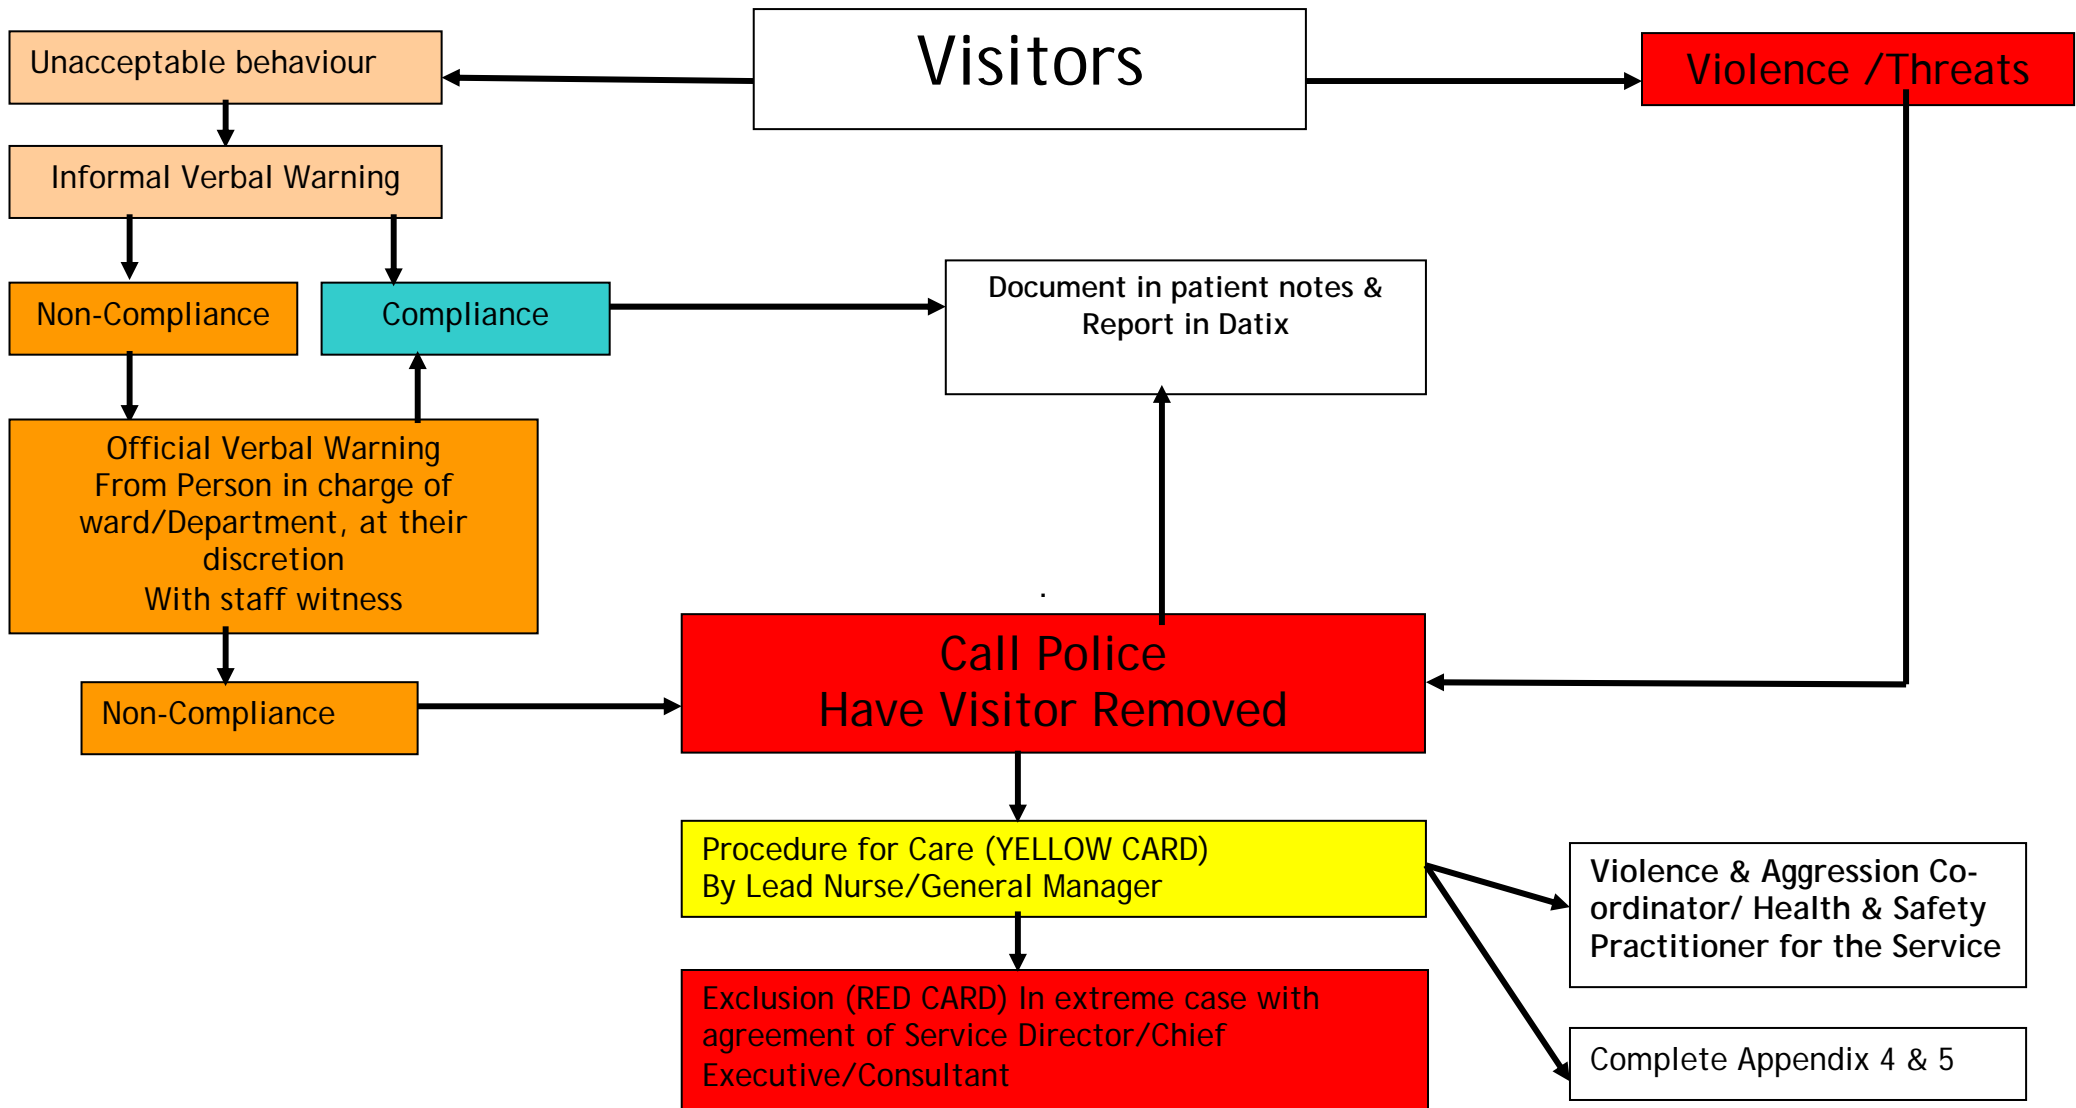 Visitors
Unacceptable behaviour
Violence /Threats
Informal Verbal Warning
Non-Compliance
Compliance
Document in patient notes &
Report in Datix
Official Verbal Warning
From Person in charge of
ward/Department, at their
discretion
With staff witness
.
Call Police
Have Visitor Removed
Non-Compliance
Procedure for Care (YELLOW CARD)
By Lead Nurse/General Manager
Violence & Aggression Co-
ordinator/ Health & Safety
Practitioner for the Service
Exclusion (RED CARD) In extreme case with
agreement of Service Director/Chief
Executive/Consultant
Complete Appendix 4 & 5